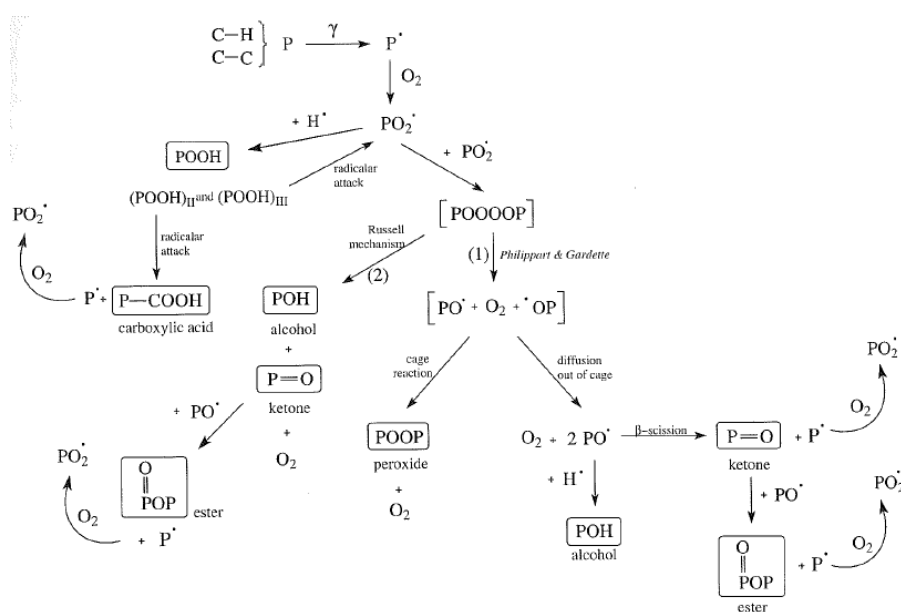 C–H
C–C } P γ P•
O₂
+ H• PO₂•
POOH
radicalar
attack
+ PO₂•
(POOH)II and (POOH)III
PO₂•
radicalar
attack
O₂
P• + P–COOH
carboxylic acid
[POOOOP]
Russell
mechanism
(2)
(1) Philippart & Gardette
POH
alcohol
+
P=O
ketone
+
O₂
[PO• + O₂ + •OP]
cage
reaction
diffusion
out of cage
+ PO•
PO₂•
O₂
O
||
POP
ester
+ P•
POOP
peroxide
+
O₂
O₂ + 2 PO• β-scission P=O + P•
O₂
PO₂•
ketone
+ H•
POH
alcohol
+ PO•
O
||
POP
ester
+ P•
O₂
PO₂•